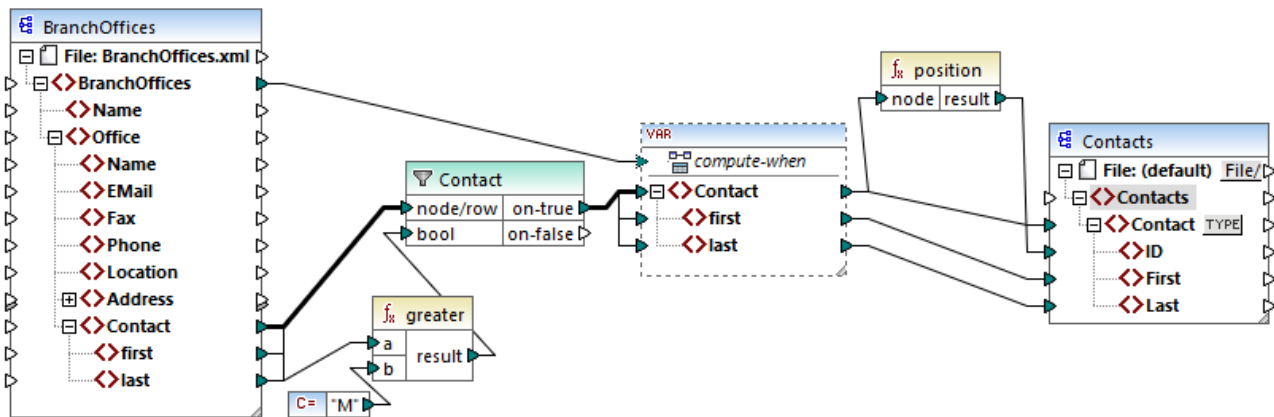 BranchOffices
File: BranchOffices.xml
BranchOffices
Name
Office
Name
EMail
Fax
Phone
Location
Address
Contact
first
last
Contact
node/row on-true
bool on-false
greater
a
result
b
C= "M"
VAR
compute-when
Contact
first
last
fx position
node result
Contacts
File: (default) File/
Contacts
Contact TYPE
ID
First
Last